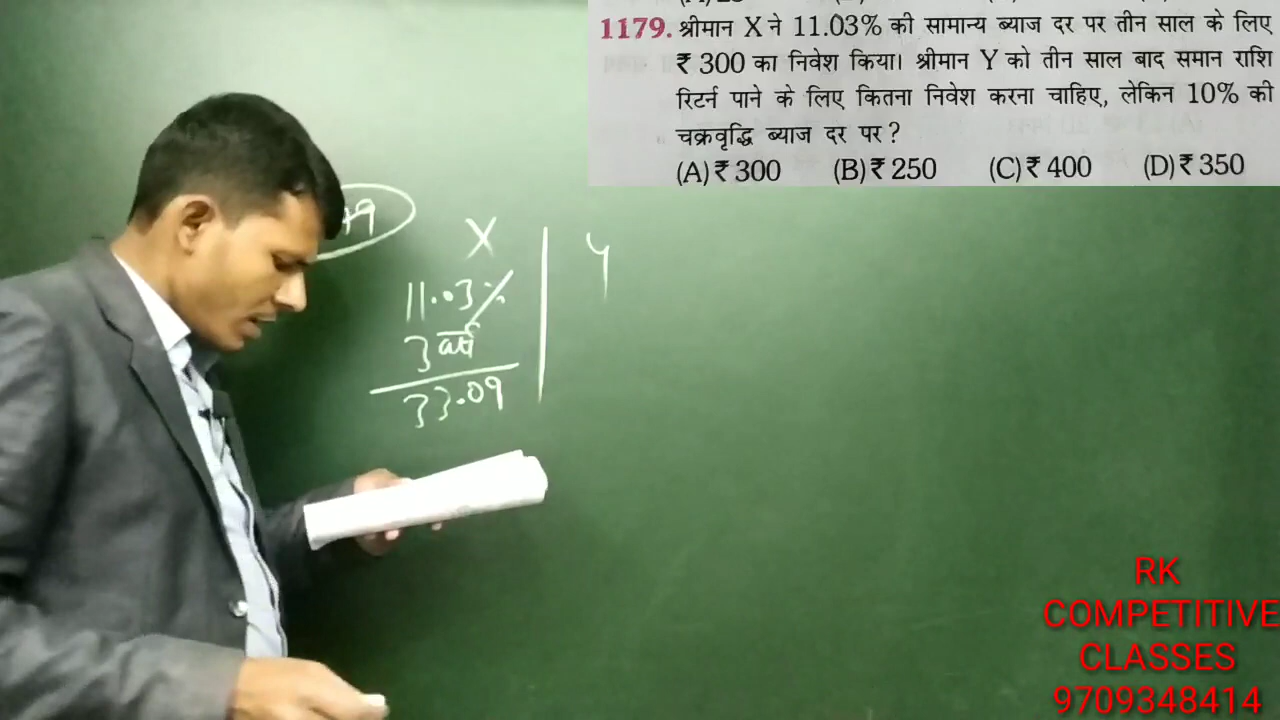 1179. श्रीमान X ने 11.03% की सामान्य ब्याज दर पर तीन साल के लिए
₹ 300 का निवेश किया। श्रीमान Y को तीन साल बाद समान राशि
रिटर्न पाने के लिए कितना निवेश करना चाहिए, लेकिन 10% की
चक्रवृद्धि ब्याज दर पर ?
(A) ₹ 300 (B) ₹ 250 (C) ₹ 400 (D) ₹ 350
X
Y
11.03%
3 वर्ष
33.09
RK
COMPETITIVE
CLASSES
9709348414